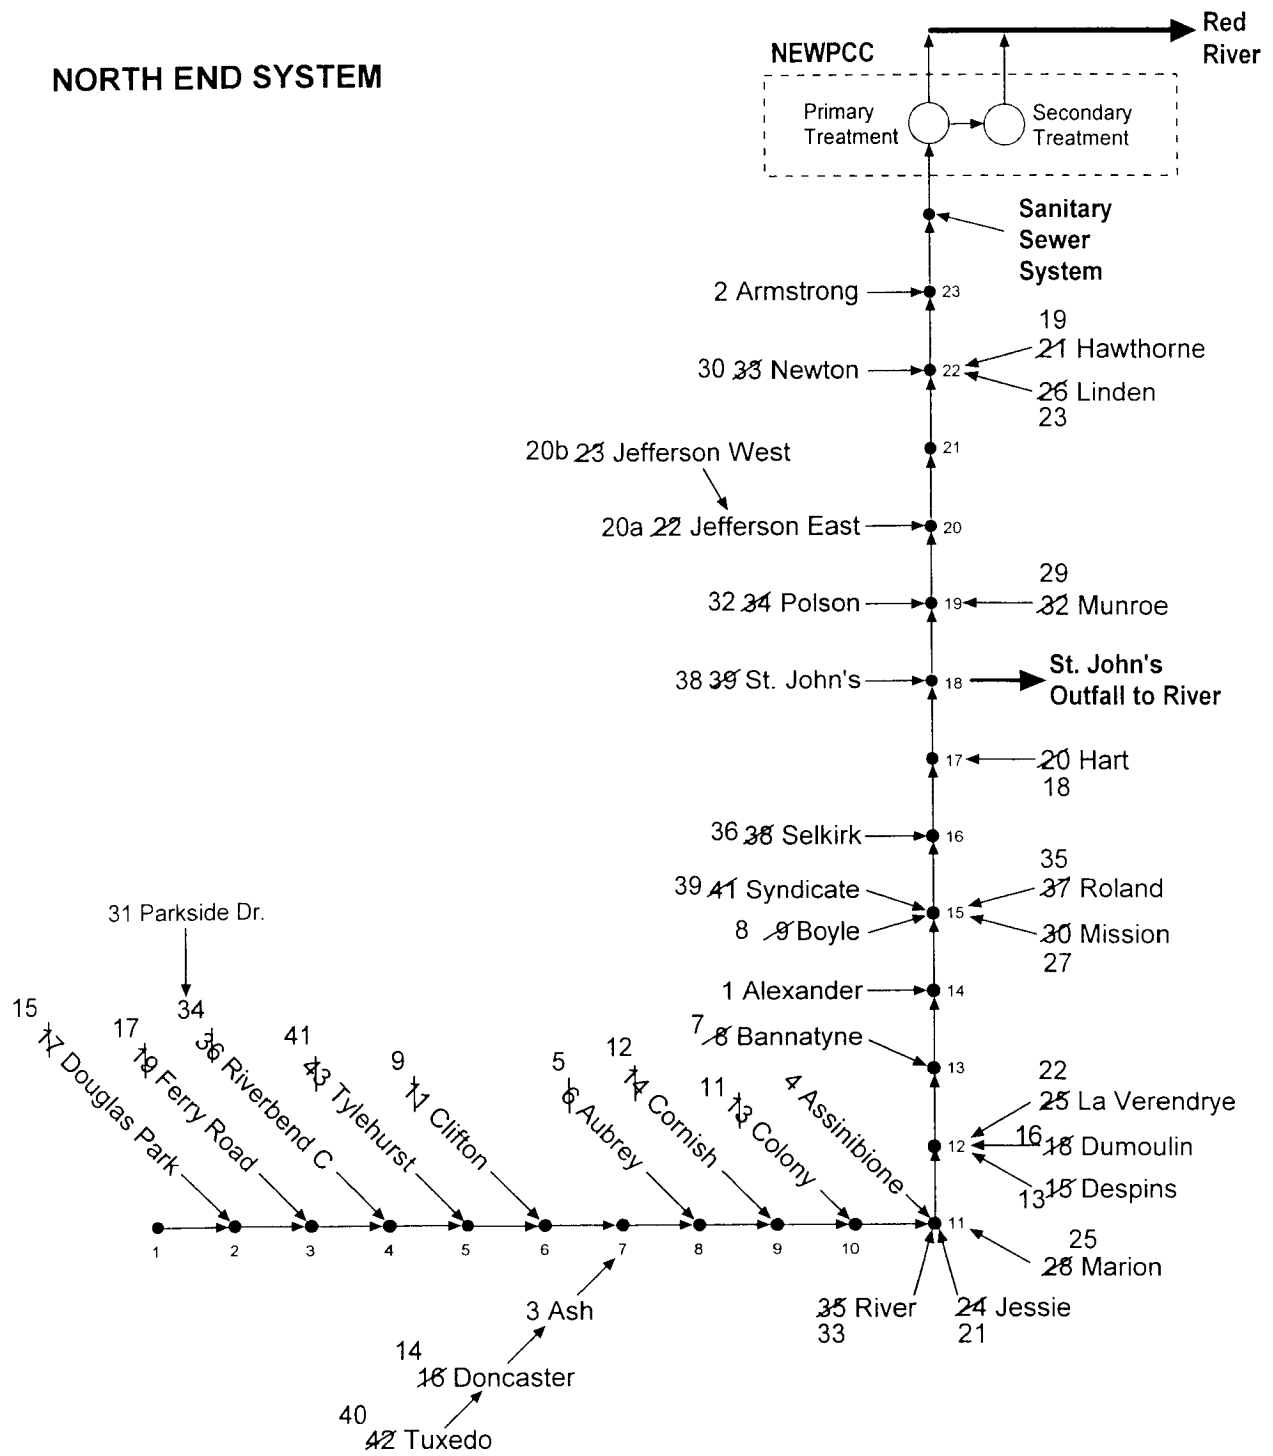 Red
River
NEWPCC
NORTH END SYSTEM
Primary
Treatment
Secondary
Treatment
Sanitary
Sewer
System
2 Armstrong
23
19
21 Hawthorne
30 33 Newton
22
26 Linden
23
20b 23 Jefferson West
21
20a 22 Jefferson East
20
29
32 34 Polson
19
32 Munroe
St. John's
Outfall to River
38 39 St. John's
18
17
20 Hart
18
36 38 Selkirk
16
35
39 41 Syndicate
37 Roland
15
8 9 Boyle
30 Mission
27
31 Parkside Dr.
1 Alexander
14
15
17 Douglas Park
17
19 Ferry Road
34
36 Riverbend C
41
43 Tylehurst
9
11 Clifton
5
6 Aubrey
12
14 Cornish
11
13 Colony
4 Assinibione
7 8 Bannatyne
13
22
25 La Verendrye
12
16 18 Dumoulin
13 15 Despins
1
2
3
4
5
6
7
8
9
10
11
25
28 Marion
3 Ash
35 River
33
24 Jessie
21
14
16 Doncaster
40
42 Tuxedo